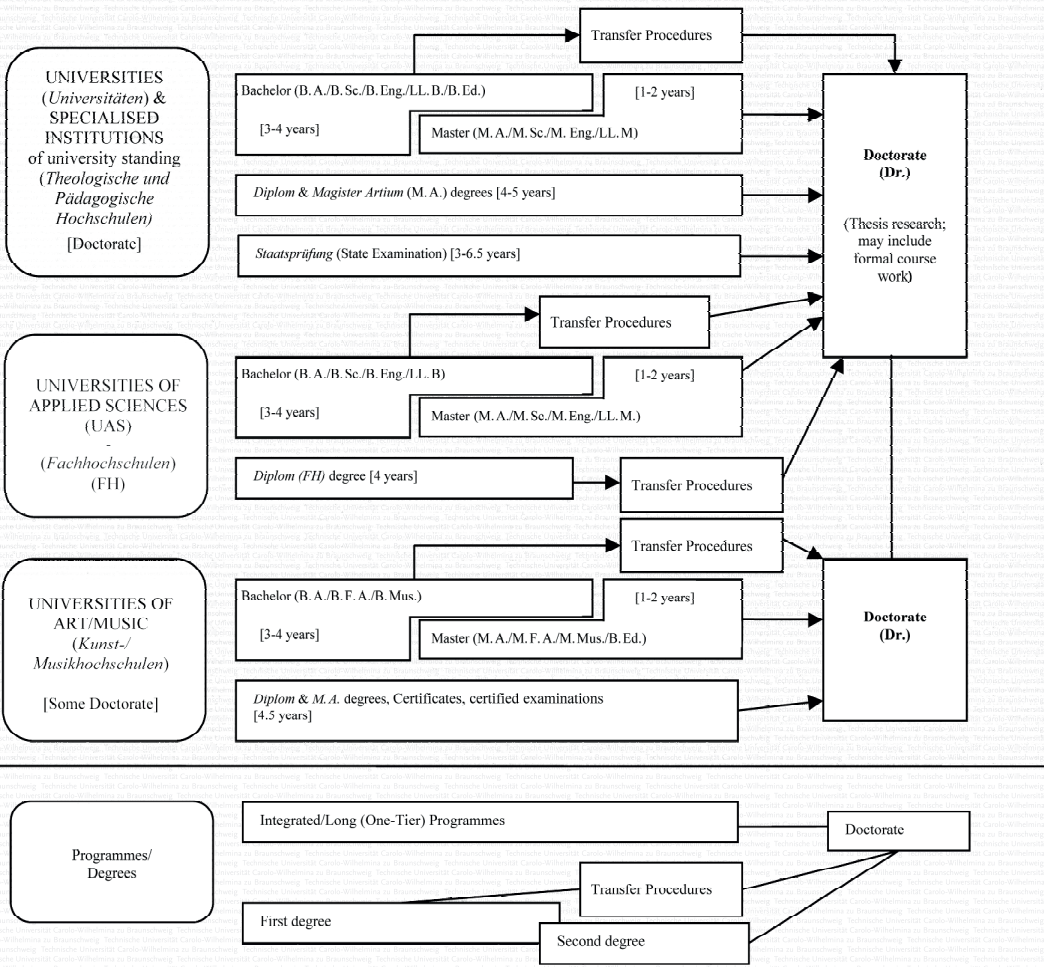 Transfer Procedures
UNIVERSITIES
(Universitäten) &
SPECIALISED
INSTITUTIONS
of university standing
(Theologische und
Pädagogische
Hochschulen)
[Doctorate]
Bachelor (B. A./B. Sc./B. Eng./LL. B./B. Ed.)
[3-4 years]
[1-2 years]
Master (M. A./M. Sc./M. Eng./LL. M)
Diplom & Magister Artium (M. A.) degrees [4-5 years]
Staatsprüfung (State Examination) [3-6.5 years]
Doctorate
(Dr.)
(Thesis research;
may include
formal course
work)
Transfer Procedures
UNIVERSITIES OF
APPLIED SCIENCES
(UAS)
-
(Fachhochschulen)
(FH)
Bachelor (B. A./B. Sc./B. Eng./LL. B)
[3-4 years]
[1-2 years]
Master (M. A./M. Sc./M. Eng./LL. M.)
Diplom (FH) degree [4 years]
Transfer Procedures
Transfer Procedures
UNIVERSITIES OF
ART/MUSIC
(Kunst-/
Musikhochschulen)
[Some Doctorate]
Bachelor (B. A./B. F. A./B. Mus.)
[3-4 years]
[1-2 years]
Master (M. A./M. F. A./M. Mus./B. Ed.)
Diplom & M. A. degrees, Certificates, certified examinations
[4.5 years]
Doctorate
(Dr.)
Programmes/
Degrees
Integrated/Long (One-Tier) Programmes
Doctorate
Transfer Procedures
First degree
Second degree